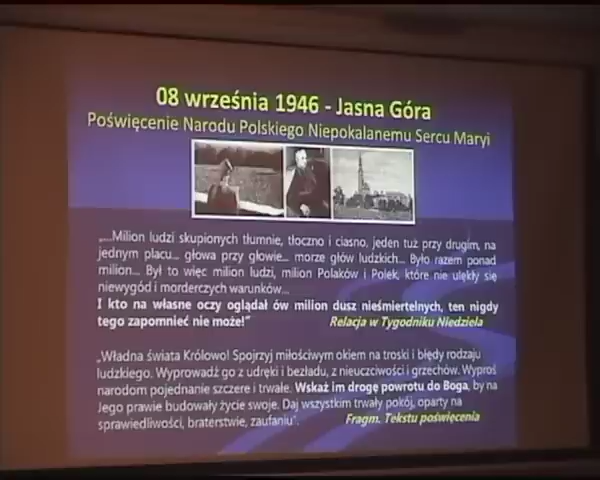 08 września 1946 - Jasna Góra
Poświęcenie Narodu Polskiego Niepokalanemu Sercu Maryi
„...Milion ludzi skupionych tłumnie, tłoczno i ciasno, jeden tuż przy drugim, na
jednym placu... głowa przy głowie... morze głów ludzkich... Było razem ponad
milion... Był to więc milion ludzi, milion Polaków i Polek, które nie ulękły się
niewygód i morderczych warunków...
I kto na własne oczy oglądał ów milion dusz nieśmiertelnych, ten nigdy
tego zapomnieć nie może!” Relacja w Tygodniku Niedziela
„Władna świata Królowo! Spojrzyj miłościwym okiem na troski i błędy rodzaju
ludzkiego. Wyprowadź go z udręki i bezładu, z nieuczciwości i grzechów. Wyproś
narodom pojednanie szczere i trwałe. Wskaż im drogę powrotu do Boga, by na
Jego prawie budowały życie swoje. Daj wszystkim trwały pokój, oparty na
sprawiedliwości, braterstwie, zaufaniu”. Fragm. Tekstu poświęcenia